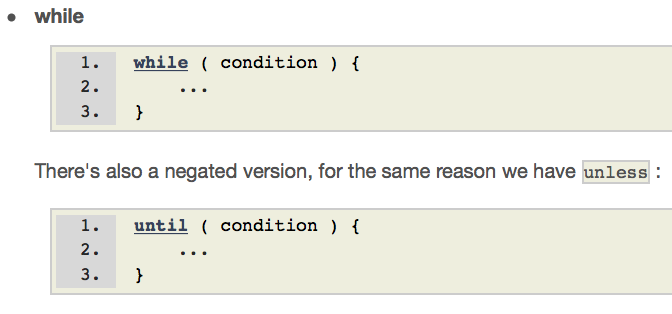 • while
1. while ( condition ) {
2. ...
3. }
There's also a negated version, for the same reason we have unless :
1. until ( condition ) {
2. ...
3. }